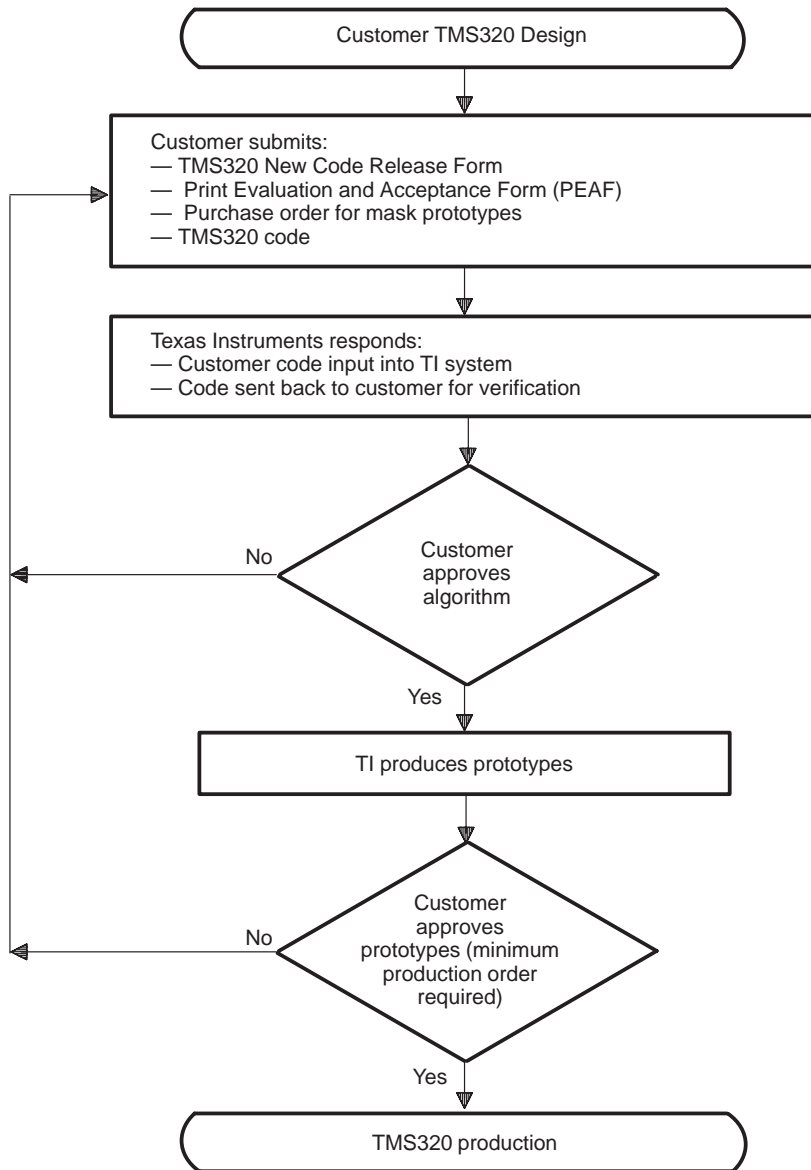 Customer TMS320 Design
Customer submits:
— TMS320 New Code Release Form
— Print Evaluation and Acceptance Form (PEAF)
— Purchase order for mask prototypes
— TMS320 code
Texas Instruments responds:
— Customer code input into TI system
— Code sent back to customer for verification
No
Customer
approves
algorithm
Yes
TI produces prototypes
No
Customer
approves
prototypes (minimum
production order
required)
Yes
TMS320 production